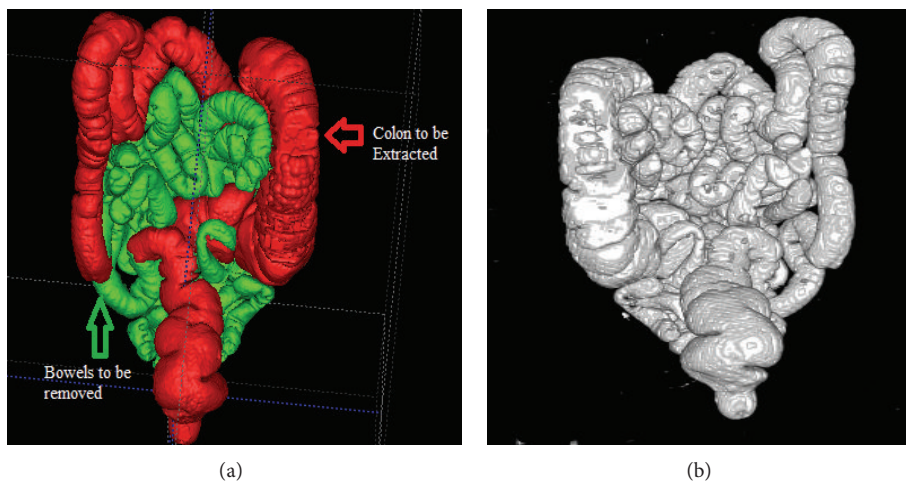 Colon to be
Extracted
Bowels to be
removed
(a)
(b)